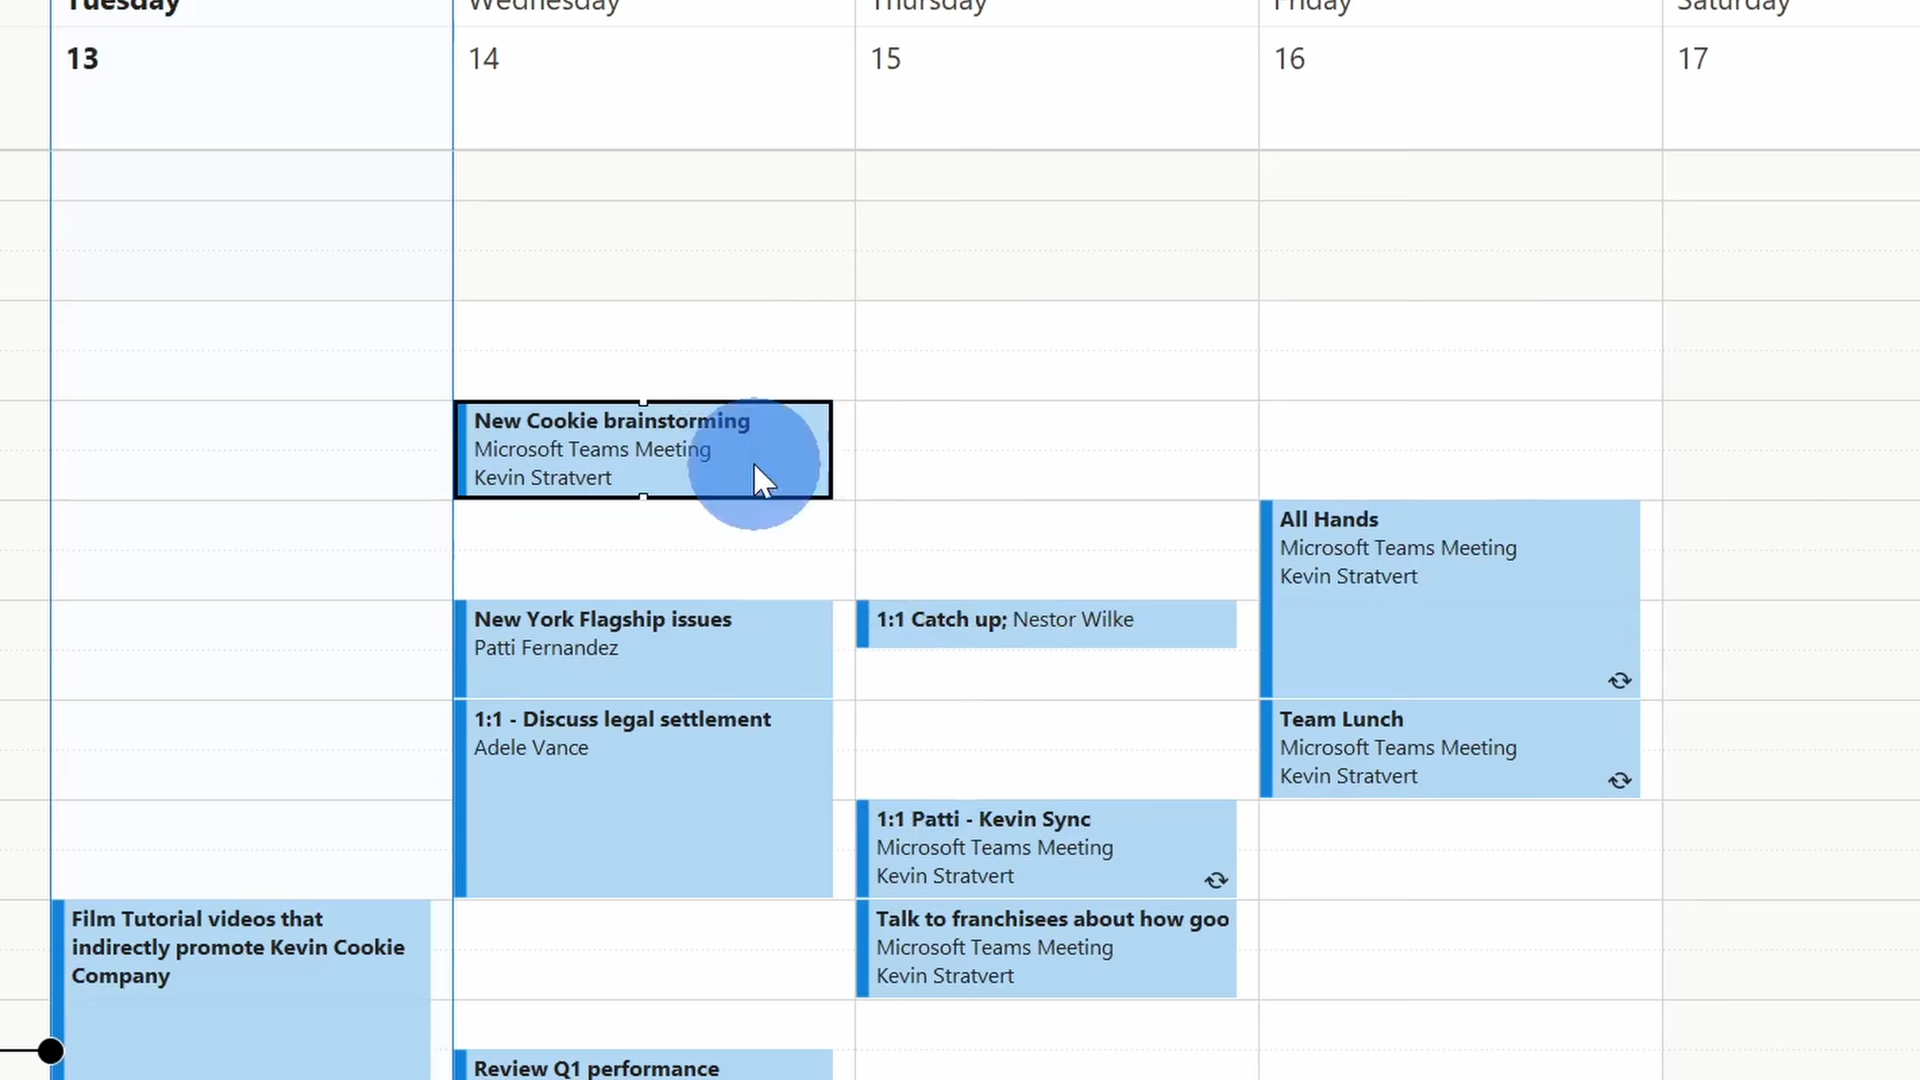 Tuesday
Wednesday
Thursday
Friday
Saturday
13
14
15
16
17
New Cookie brainstorming
Microsoft Teams Meeting
Kevin Stratvert
New York Flagship issues
Patti Fernandez
1:1 - Discuss legal settlement
Adele Vance
1:1 Catch up; Nestor Wilke
All Hands
Microsoft Teams Meeting
Kevin Stratvert
Team Lunch
Microsoft Teams Meeting
Kevin Stratvert
1:1 Patti - Kevin Sync
Microsoft Teams Meeting
Kevin Stratvert
Talk to franchisees about how goo
Microsoft Teams Meeting
Kevin Stratvert
Film Tutorial videos that
indirectly promote Kevin Cookie
Company
Review Q1 performance